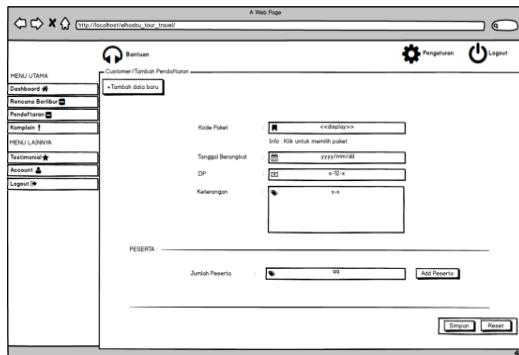 A Web Page
http://localhost/elhasbu_tour_travel/
Bantuan
Pengaturan
Logout
MENU UTAMA
Dashboard
Rencana Berlibur
Pendaftaran
Komplain !
MENU LAINNYA
Testimonial
Account
Logout
Customer/Tambah Pendaftaran
+Tambah data baru
Kode Paket : <<display>>
Info : Klik untuk memilih paket
Tanggal Berangkat : yyyy/mm/dd
DP : x-12-x
Keterangan : x-x
PESERTA :
Jumlah Peserta : 99 Add Peserta
Simpan Reset